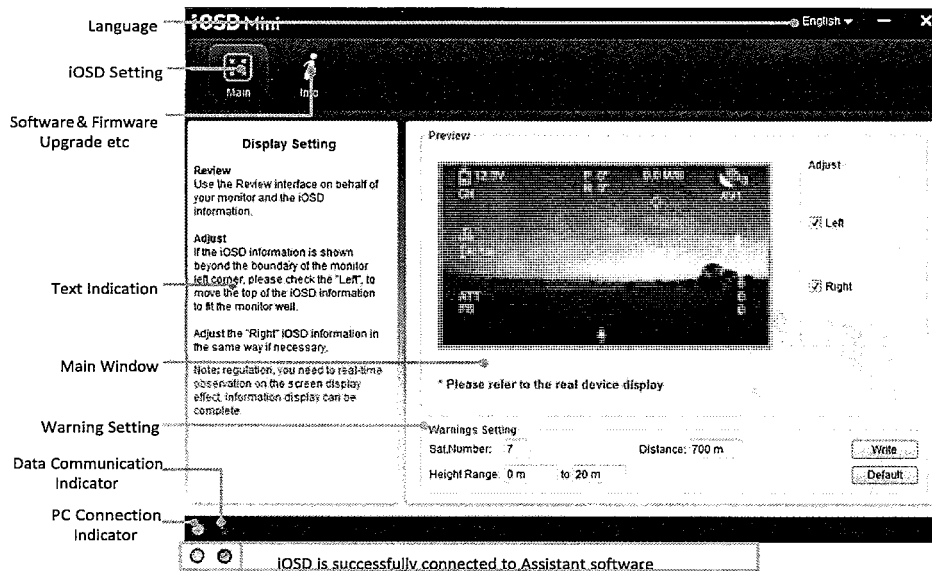 Language
iOSD Mini
English
iOSD Setting
Main
Info
Software & Firmware
Upgrade etc
Display Setting
Review
Use the Review interface on behalf of
your monitor and the iOSD
information.
Adjust
If the iOSD information is shown
beyond the boundary of the monitor
left corner, please check the "Left", to
move the top of the iOSD information
to fit the monitor well.
Adjust the "Right" iOSD information in
the same way if necessary.
Note: regulation, you need to real-time
observation on the screen display
effect, information display can be
complete.
Text Indication
Main Window
Warning Setting
Data Communication
Indicator
PC Connection
Indicator
Preview
Adjust
Left
Right
* Please refer to the real device display
Warnings Setting
Sat.Number: 7
Distance: 700 m
Write
Height Range: 0 m to 20 m
Default
iOSD is successfully connected to Assistant software